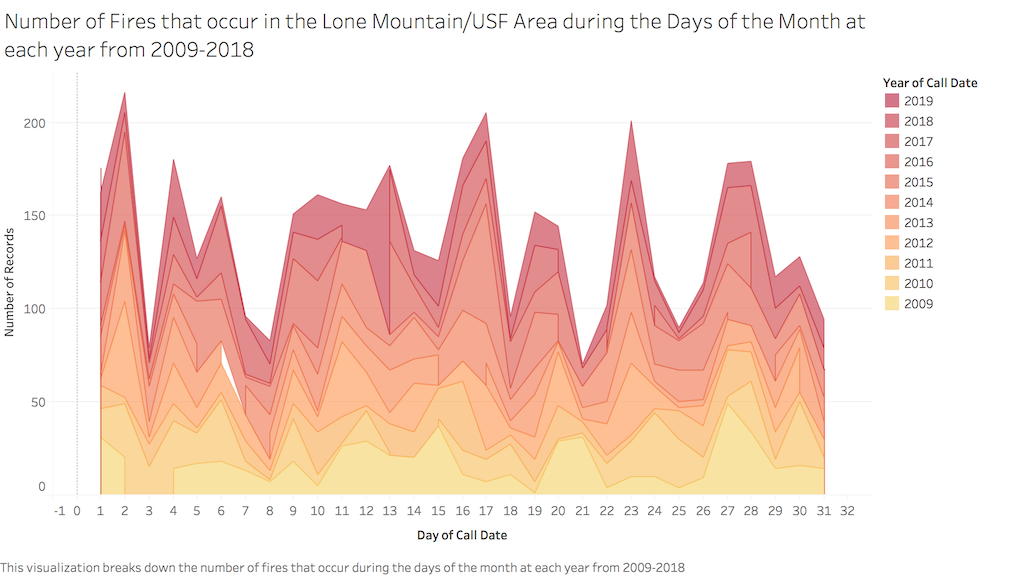 Number of Fires that occur in the Lone Mountain/USF Area during the Days of the Month at
each year from 2009-2018
Year of Call Date
2019
2018
2017
2016
2015
2014
2013
2012
2011
2010
2009
Number of Records
200
150
100
50
0
-1 0 1 2 3 4 5 6 7 8 9 10 11 12 13 14 15 16 17 18 19 20 21 22 23 24 25 26 27 28 29 30 31 32
Day of Call Date
This visualization breaks down the number of fires that occur during the days of the month at each year from 2009-2018